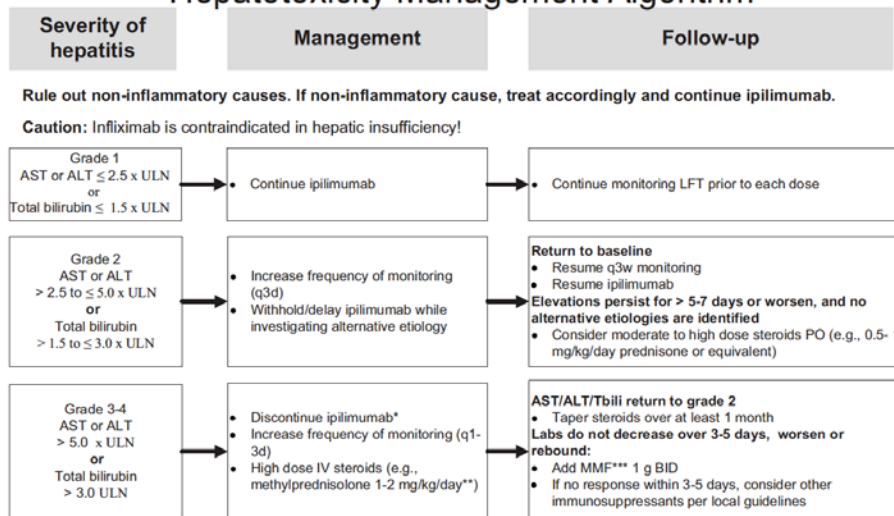 Hepatotoxicity Management Algorithm
Severity of
hepatitis
Management
Follow-up
Rule out non-inflammatory causes. If non-inflammatory cause, treat accordingly and continue ipilimumab.
Caution: Infliximab is contraindicated in hepatic insufficiency!
Grade 1
AST or ALT ≤ 2.5 x ULN
or
Total bilirubin ≤ 1.5 x ULN
• Continue ipilimumab
• Continue monitoring LFT prior to each dose
Grade 2
AST or ALT
> 2.5 to ≤ 5.0 x ULN
or
Total bilirubin
> 1.5 to ≤ 3.0 x ULN
• Increase frequency of monitoring
(q3d)
• Withhold/delay ipilimumab while
investigating alternative etiology
Return to baseline
• Resume q3w monitoring
• Resume ipilimumab
Elevations persist for > 5-7 days or worsen, and no
alternative etiologies are identified
• Consider moderate to high dose steroids PO (e.g., 0.5-
mg/kg/day prednisone or equivalent)
Grade 3-4
AST or ALT
> 5.0 x ULN
or
Total bilirubin
> 3.0 ULN
• Discontinue ipilimumab*
• Increase frequency of monitoring (q1-
3d)
• High dose IV steroids (e.g.,
methylprednisolone 1-2 mg/kg/day**)
AST/ALT/Tbili return to grade 2
• Taper steroids over at least 1 month
Labs do not decrease over 3-5 days, worsen or
rebound:
• Add MMF*** 1 g BID
• If no response within 3-5 days, consider other
immunosuppressants per local guidelines